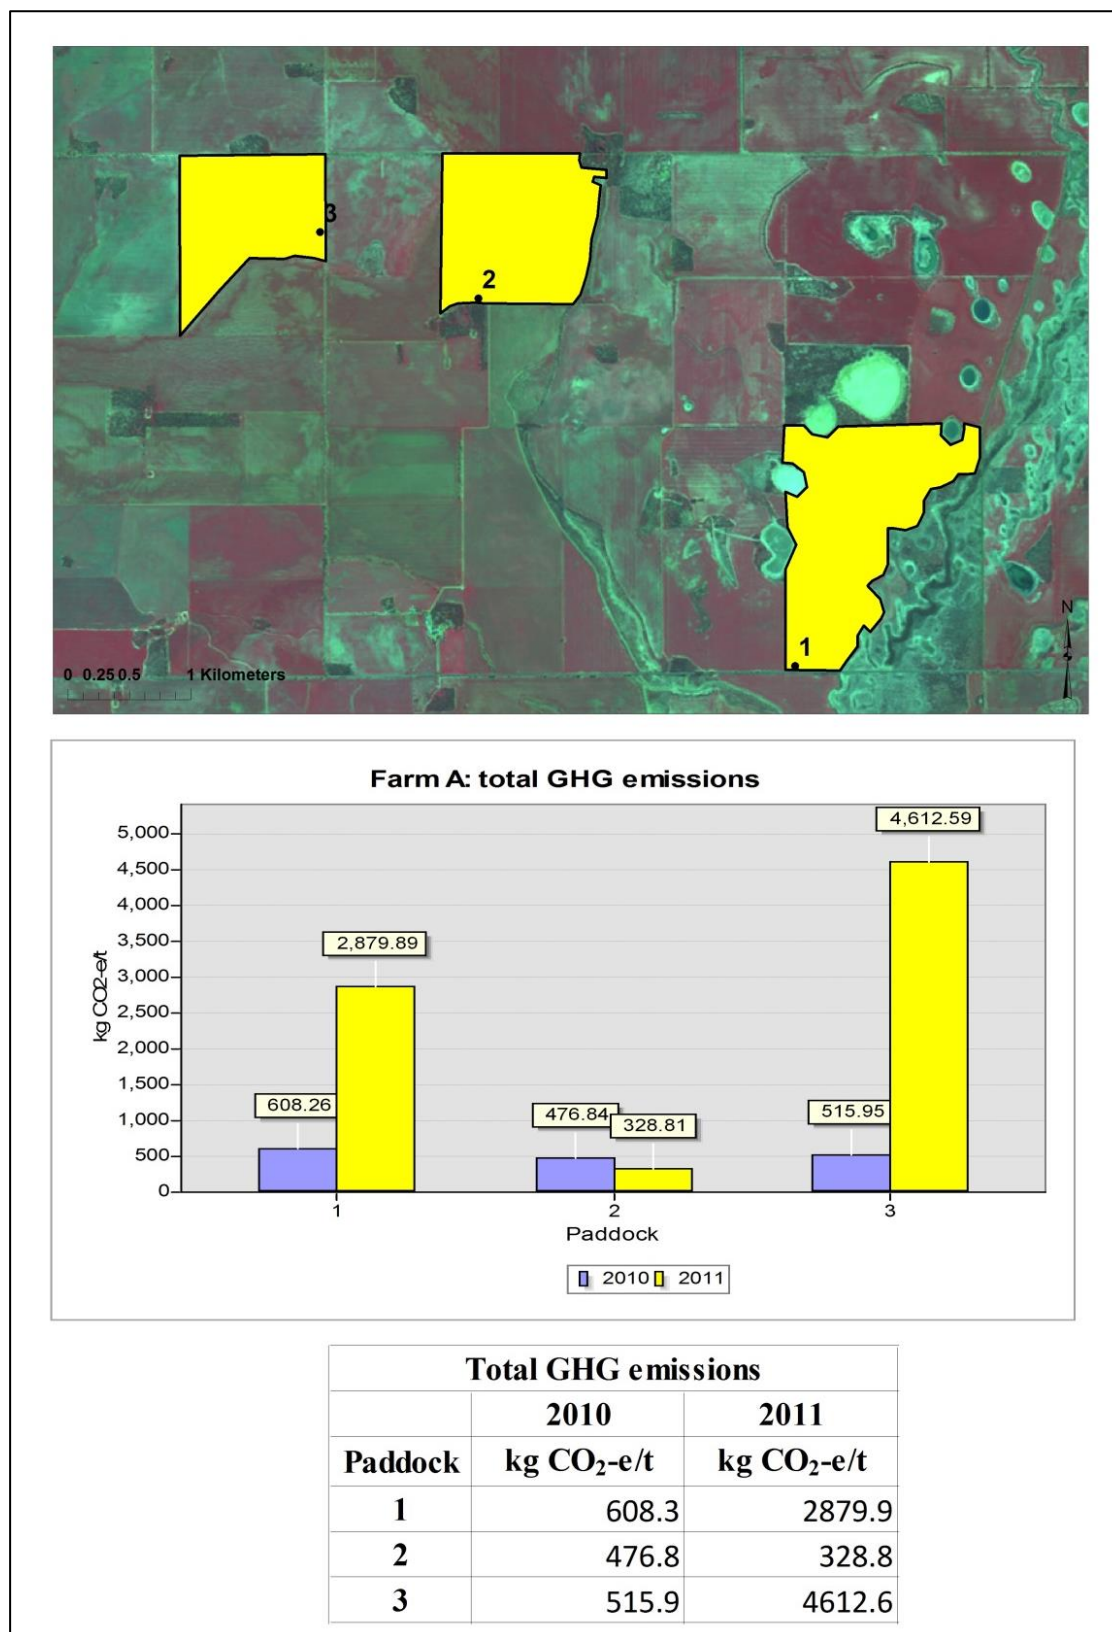 3
2
1
N
0 0.25 0.5 1 Kilometers
Farm A: total GHG emissions
kg CO2-e/t
5,000
4,500
4,000
3,500
3,000
2,500
2,000
1,500
1,000
500
0
608.26
2,879.89
476.84
328.81
515.95
4,612.59
1 2 3
Paddock
2010 2011
Total GHG emissions
2010 2011
Paddock kg CO₂-e/t kg CO₂-e/t
1 608.3 2879.9
2 476.8 328.8
3 515.9 4612.6